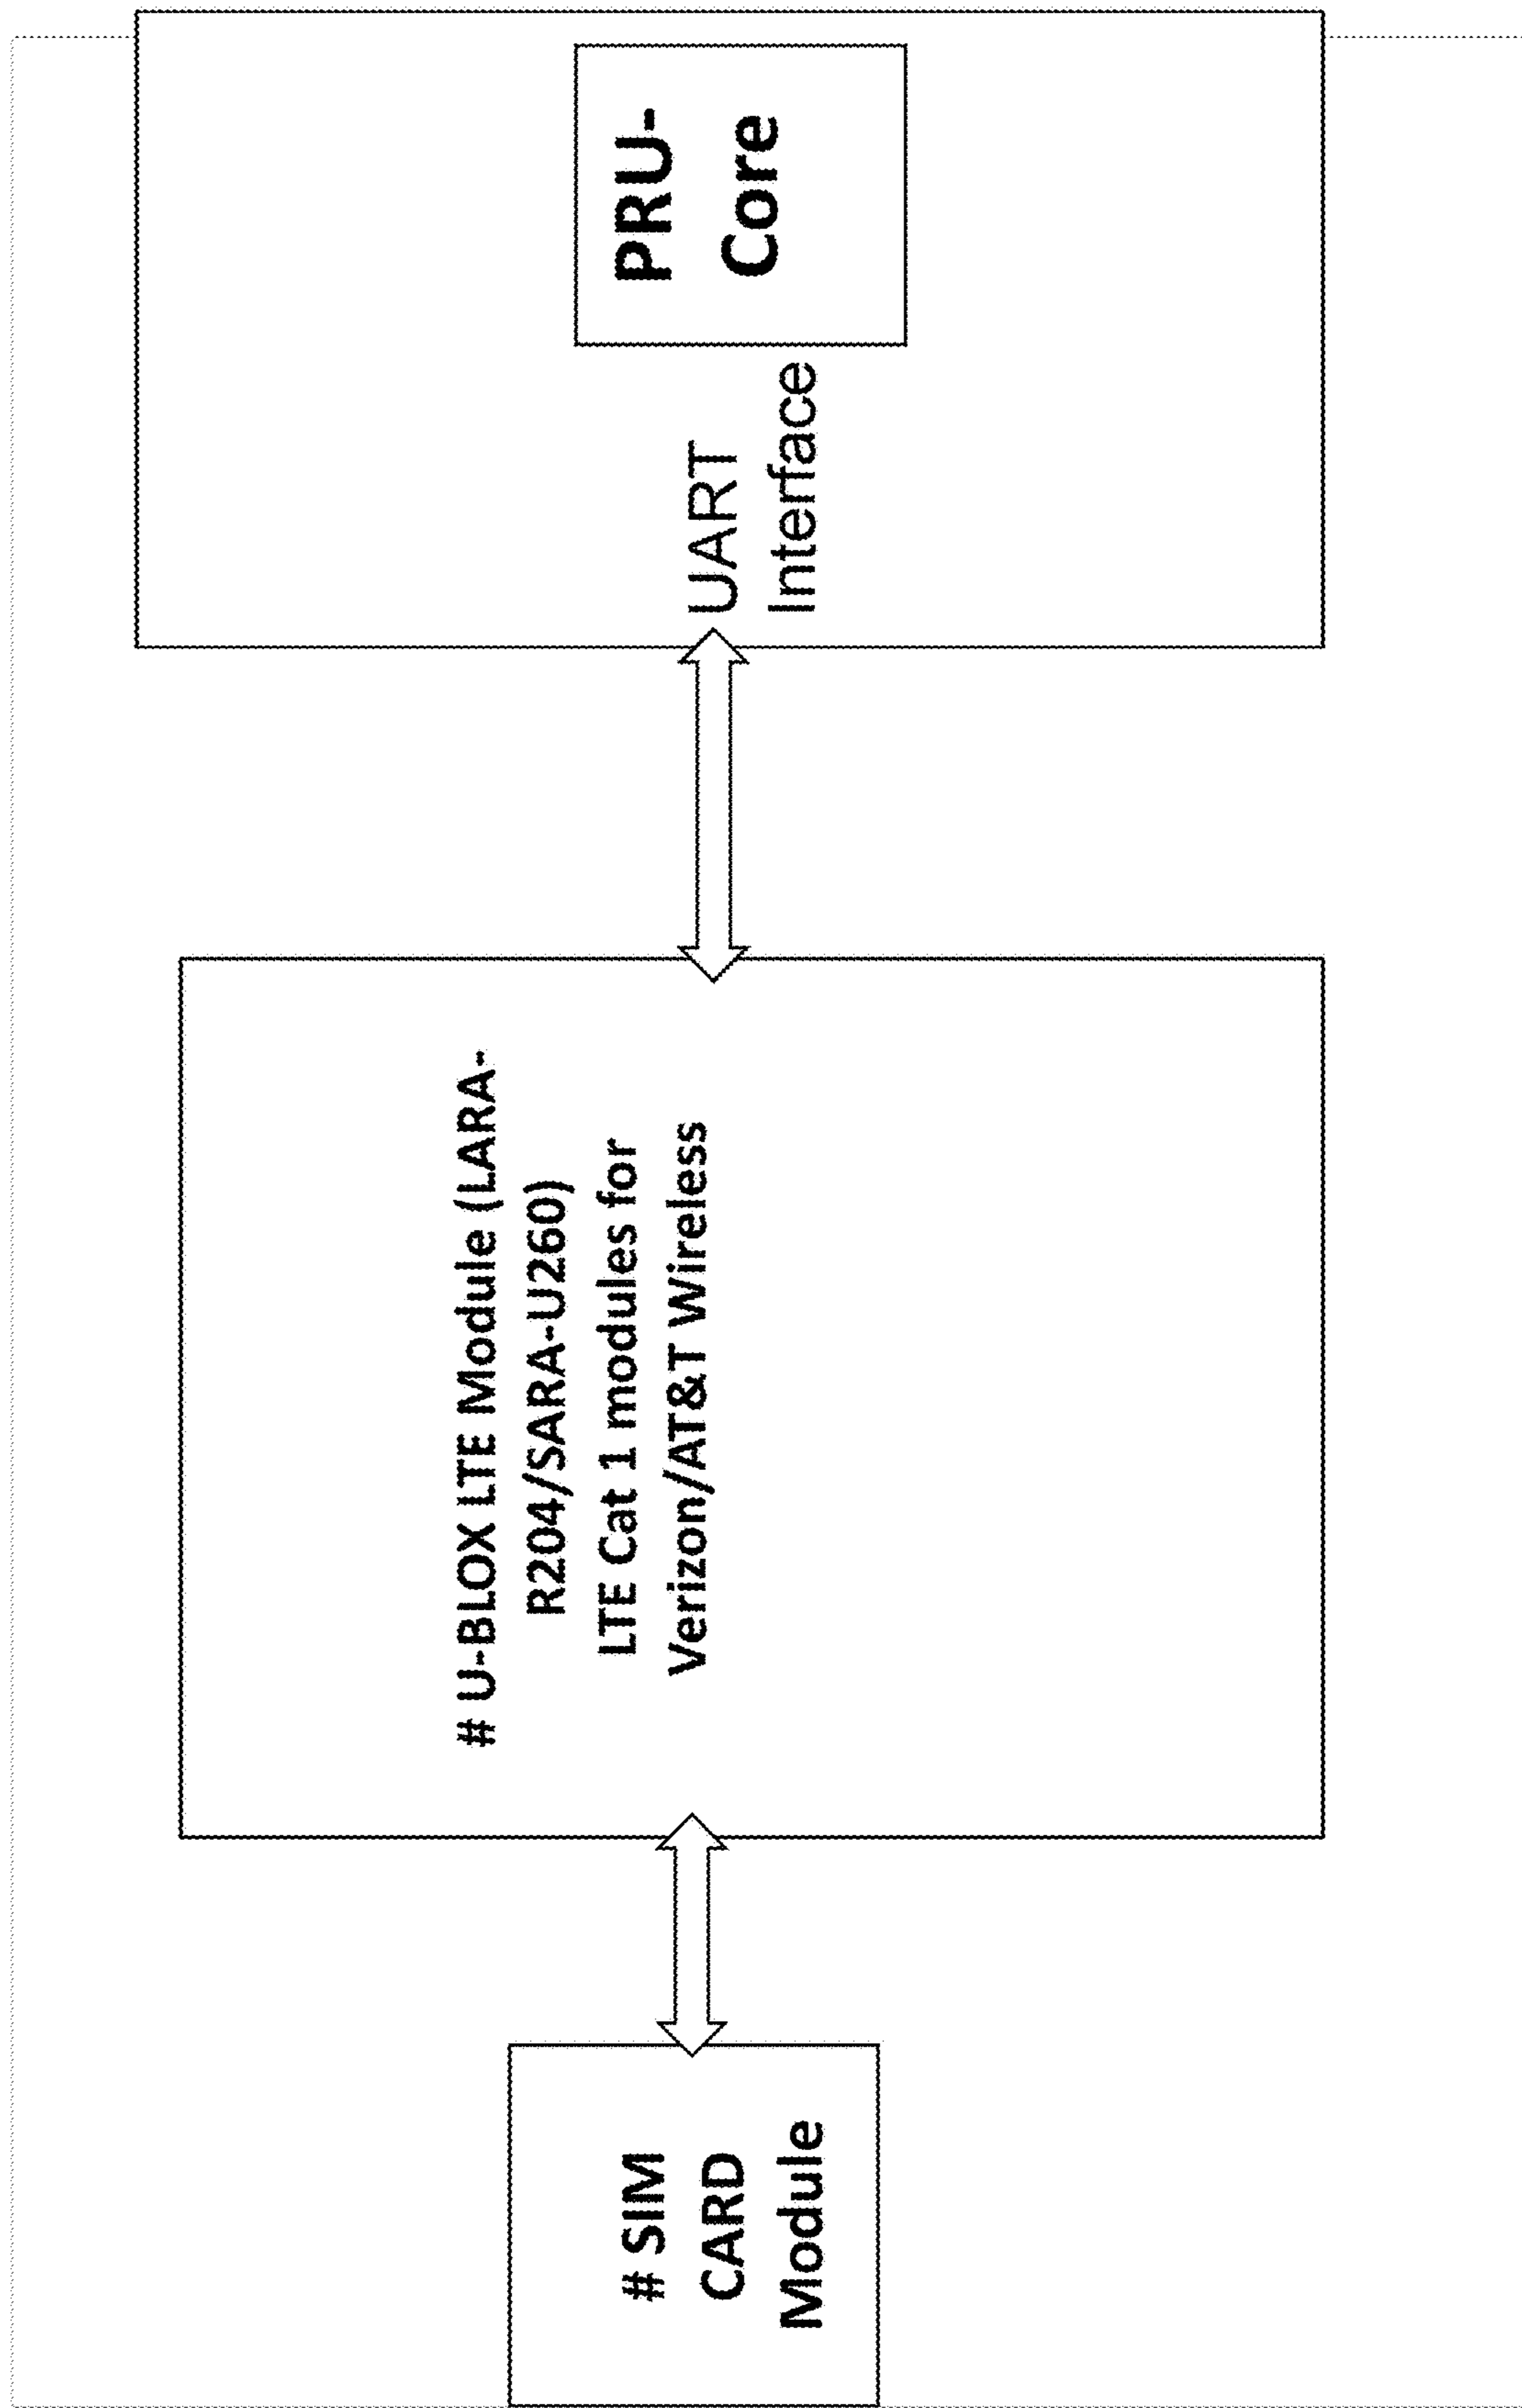 # SIM
CARD
Module
# U-BLOX LTE Module (LARA-
R204/SARA-U260)
LTE Cat 1 modules for
Verizon/AT&T Wireless
UART
Interface
PRU-
Core